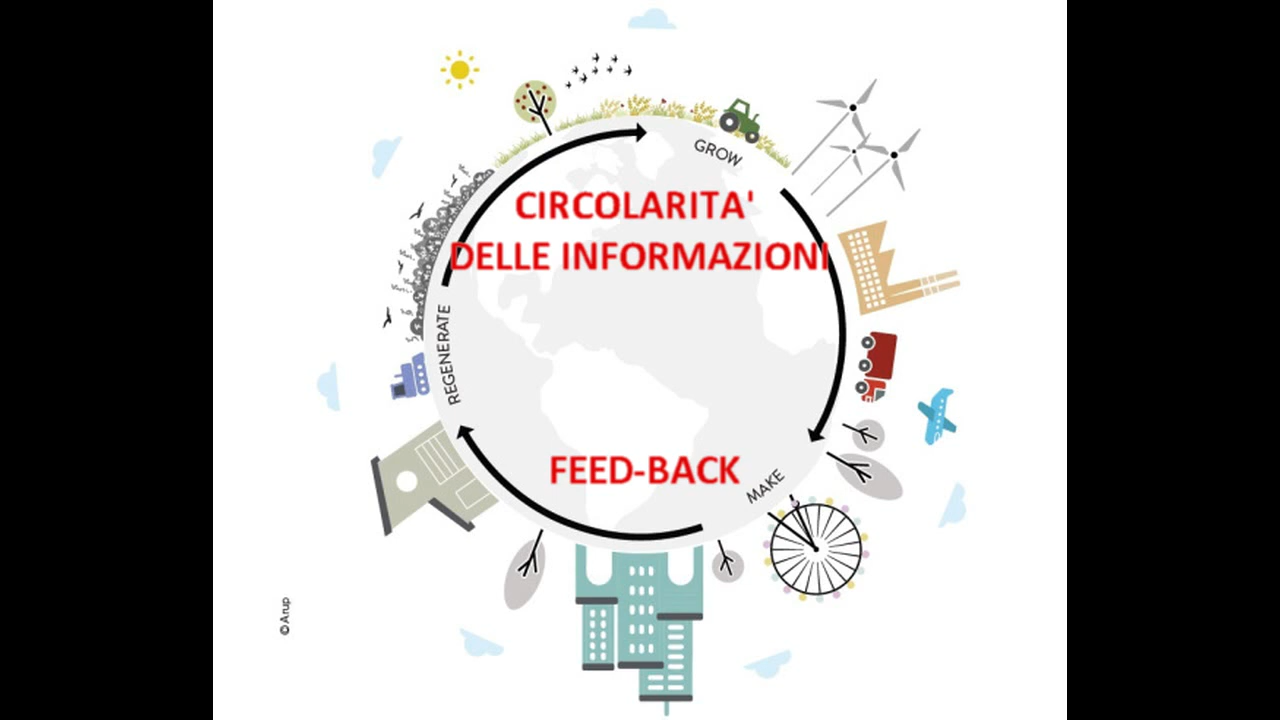 GROW
CIRCOLARITA'
DELLE INFORMAZIONI
REGENERATE
FEED-BACK
MAKE
© Arup